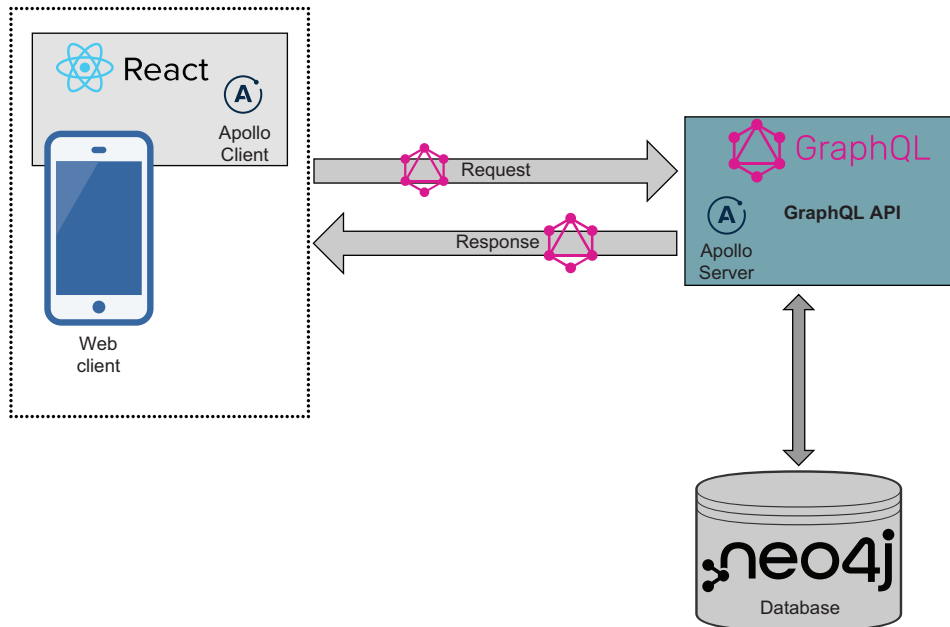 React
Apollo
Client
Web
client
Request
Response
GraphQL
GraphQL API
Apollo
Server
neo4j
Database